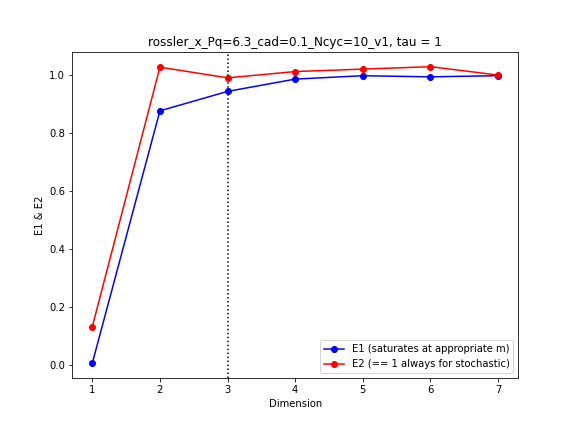 rossler_x_Pq=6.3_cad=0.1_Ncyc=10_v1, tau = 1
1.0
0.8
0.6
0.4
0.2
0.0
E1 & E2
E1 (saturates at appropriate m)
E2 (== 1 always for stochastic)
1 2 3 4 5 6 7
Dimension